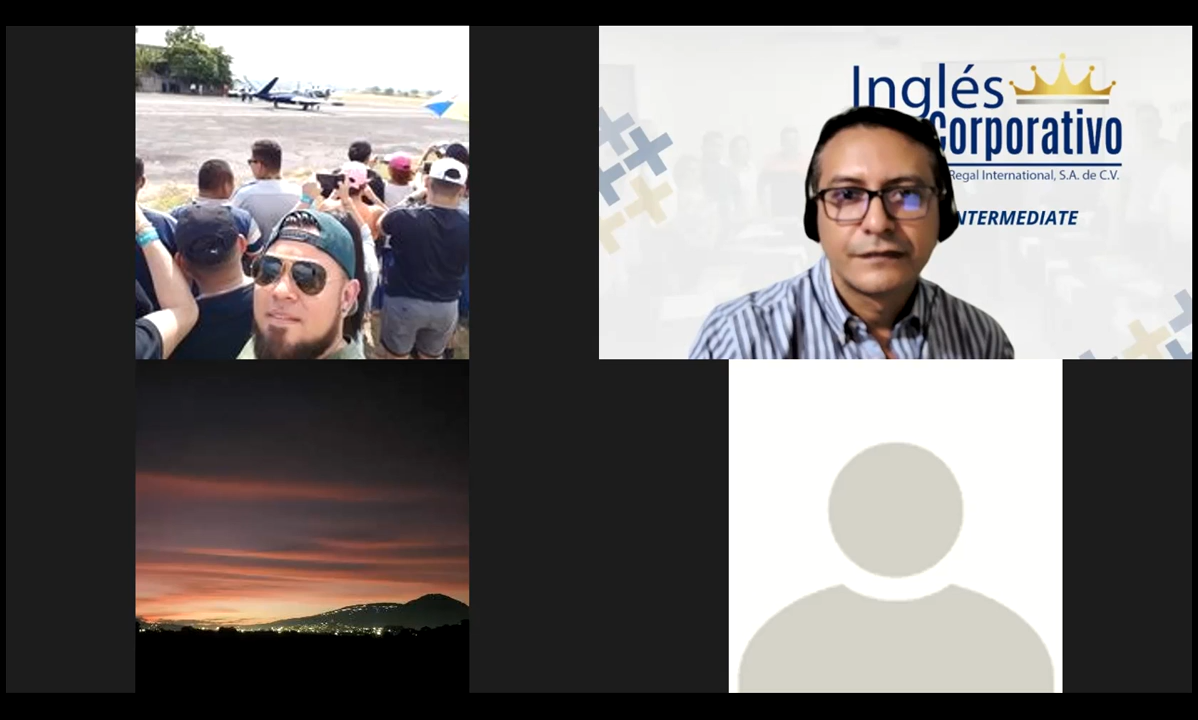 Inglés
Corporativo
Regal International, S.A. de C.V.
INTERMEDIATE